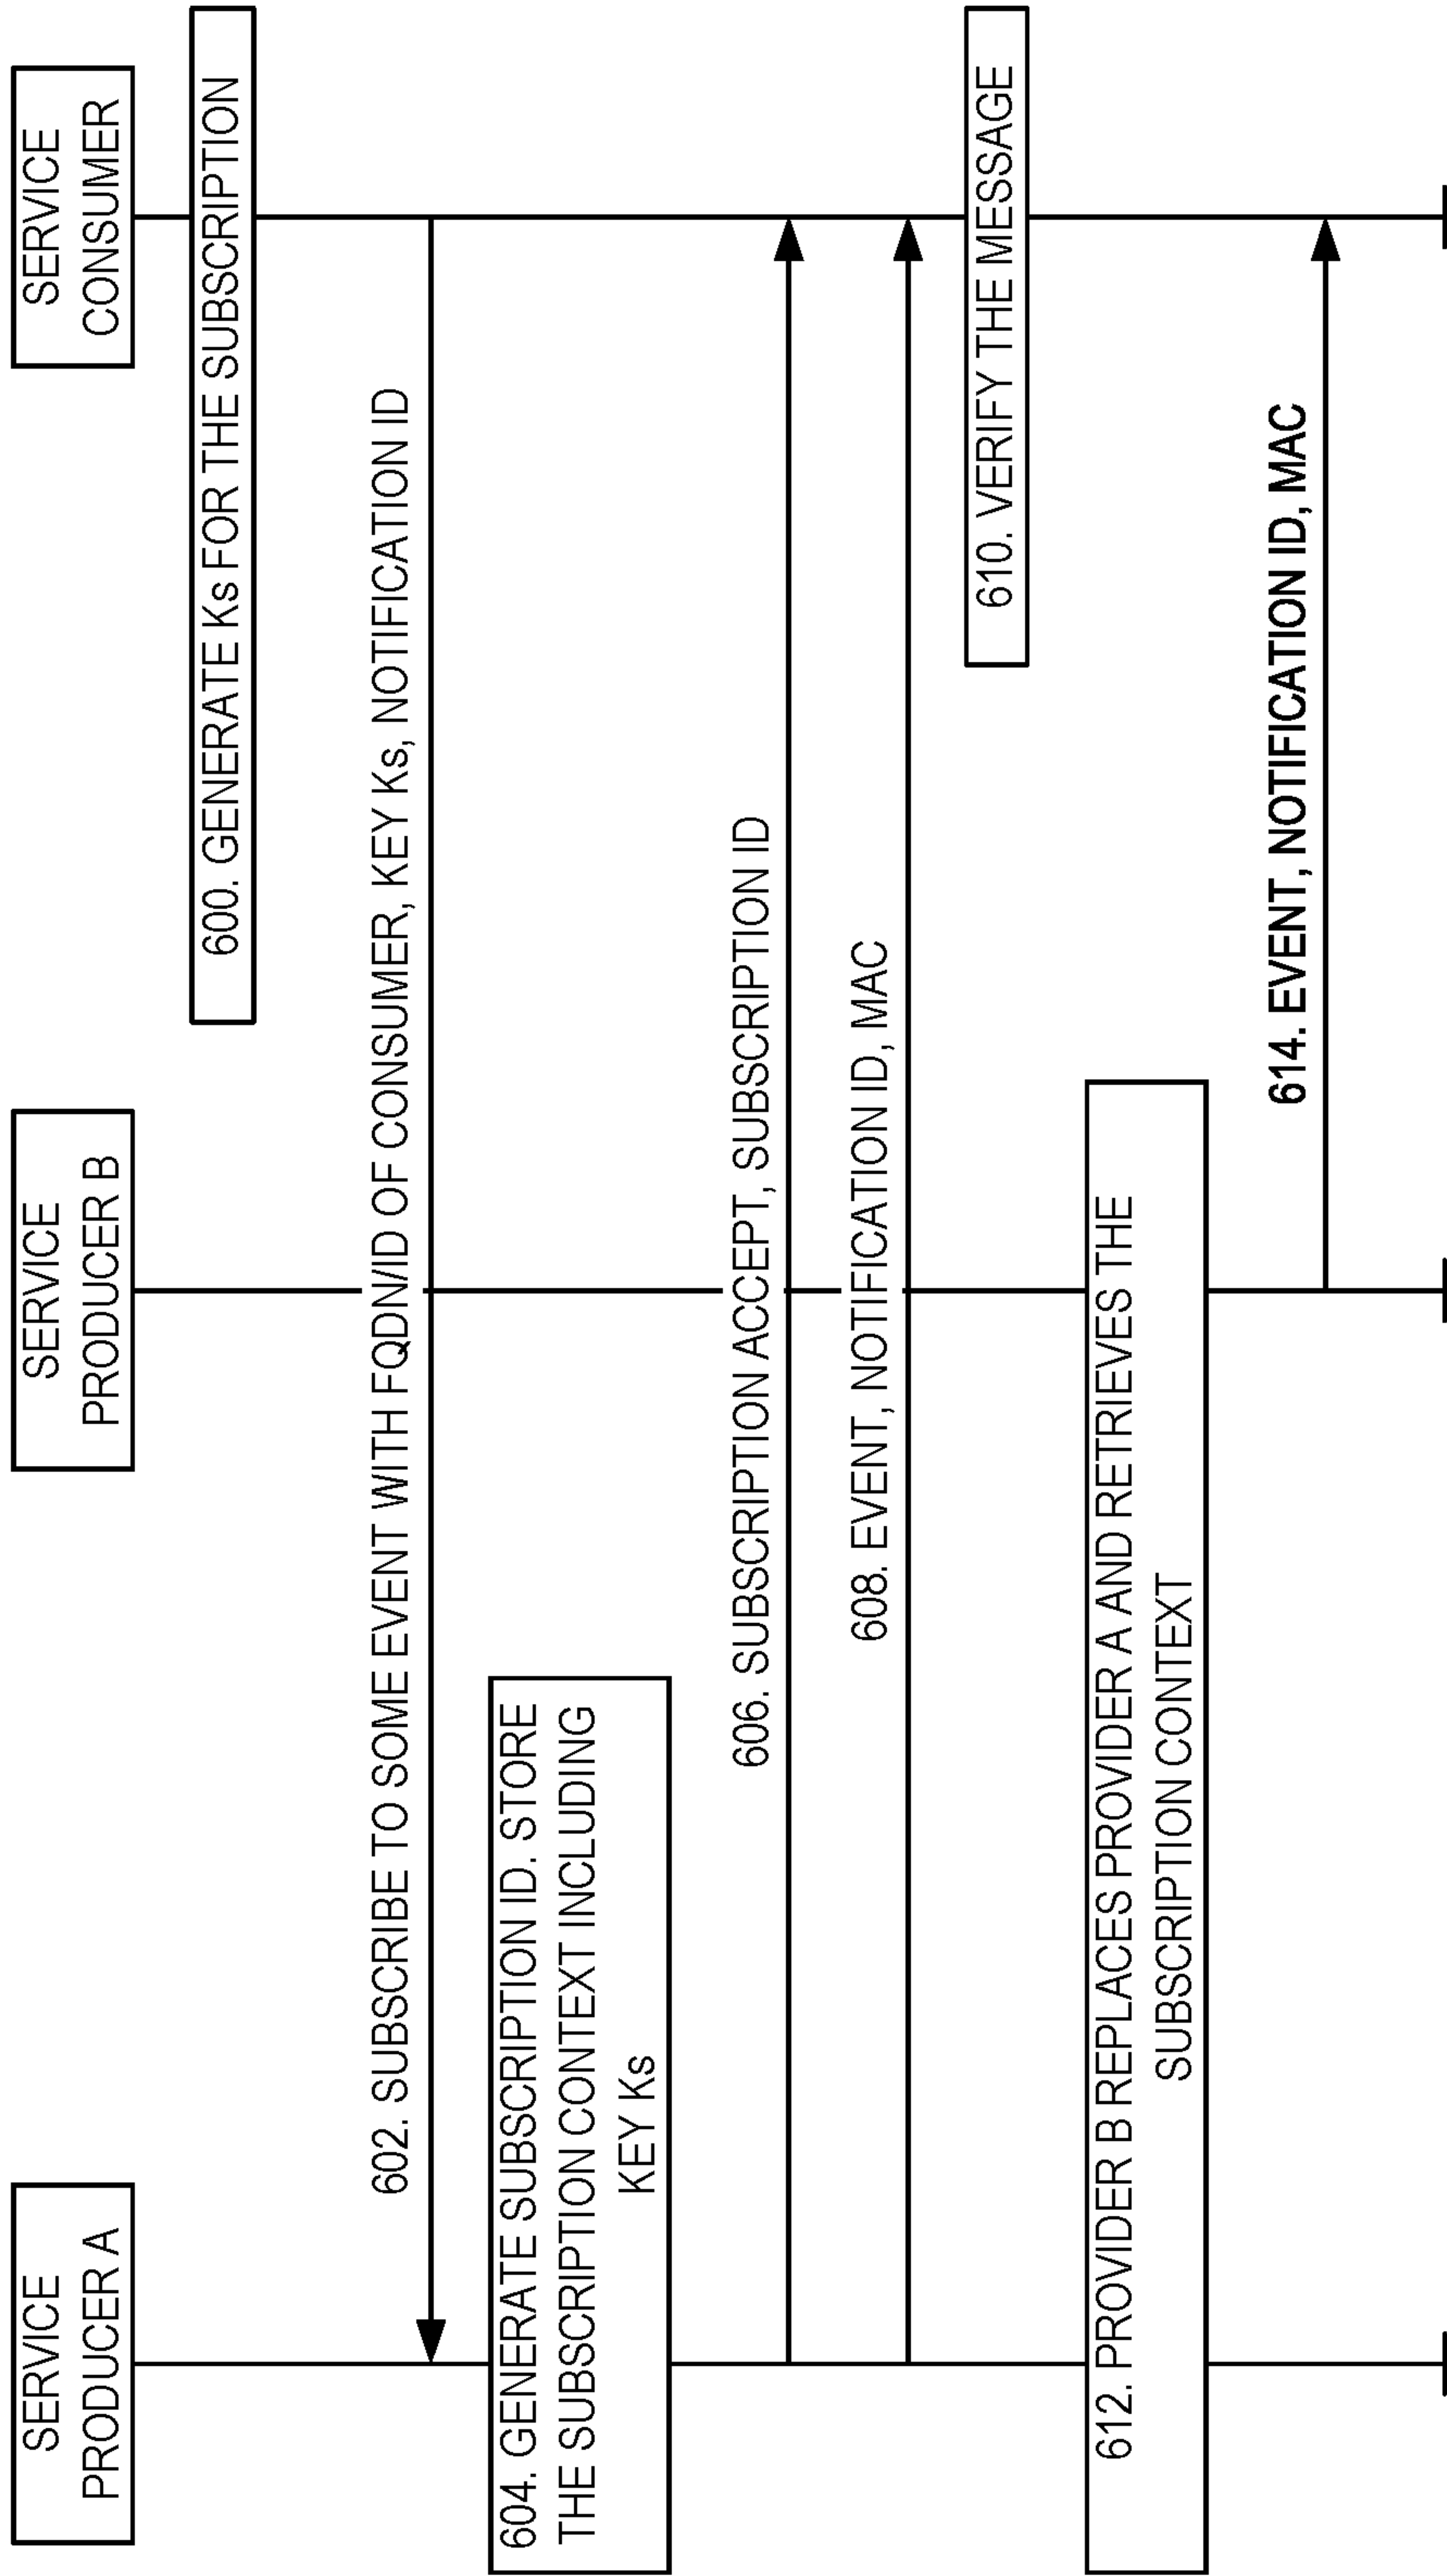 SERVICE
PRODUCER A
SERVICE
PRODUCER B
SERVICE
CONSUMER
600. GENERATE Ks FOR THE SUBSCRIPTION
602. SUBSCRIBE TO SOME EVENT WITH FQDN/ID OF CONSUMER, KEY Ks, NOTIFICATION ID
604. GENERATE SUBSCRIPTION ID. STORE
THE SUBSCRIPTION CONTEXT INCLUDING
KEY Ks
606. SUBSCRIPTION ACCEPT, SUBSCRIPTION ID
608. EVENT, NOTIFICATION ID, MAC
610. VERIFY THE MESSAGE
612. PROVIDER B REPLACES PROVIDER A AND RETRIEVES THE
SUBSCRIPTION CONTEXT
614. EVENT, NOTIFICATION ID, MAC